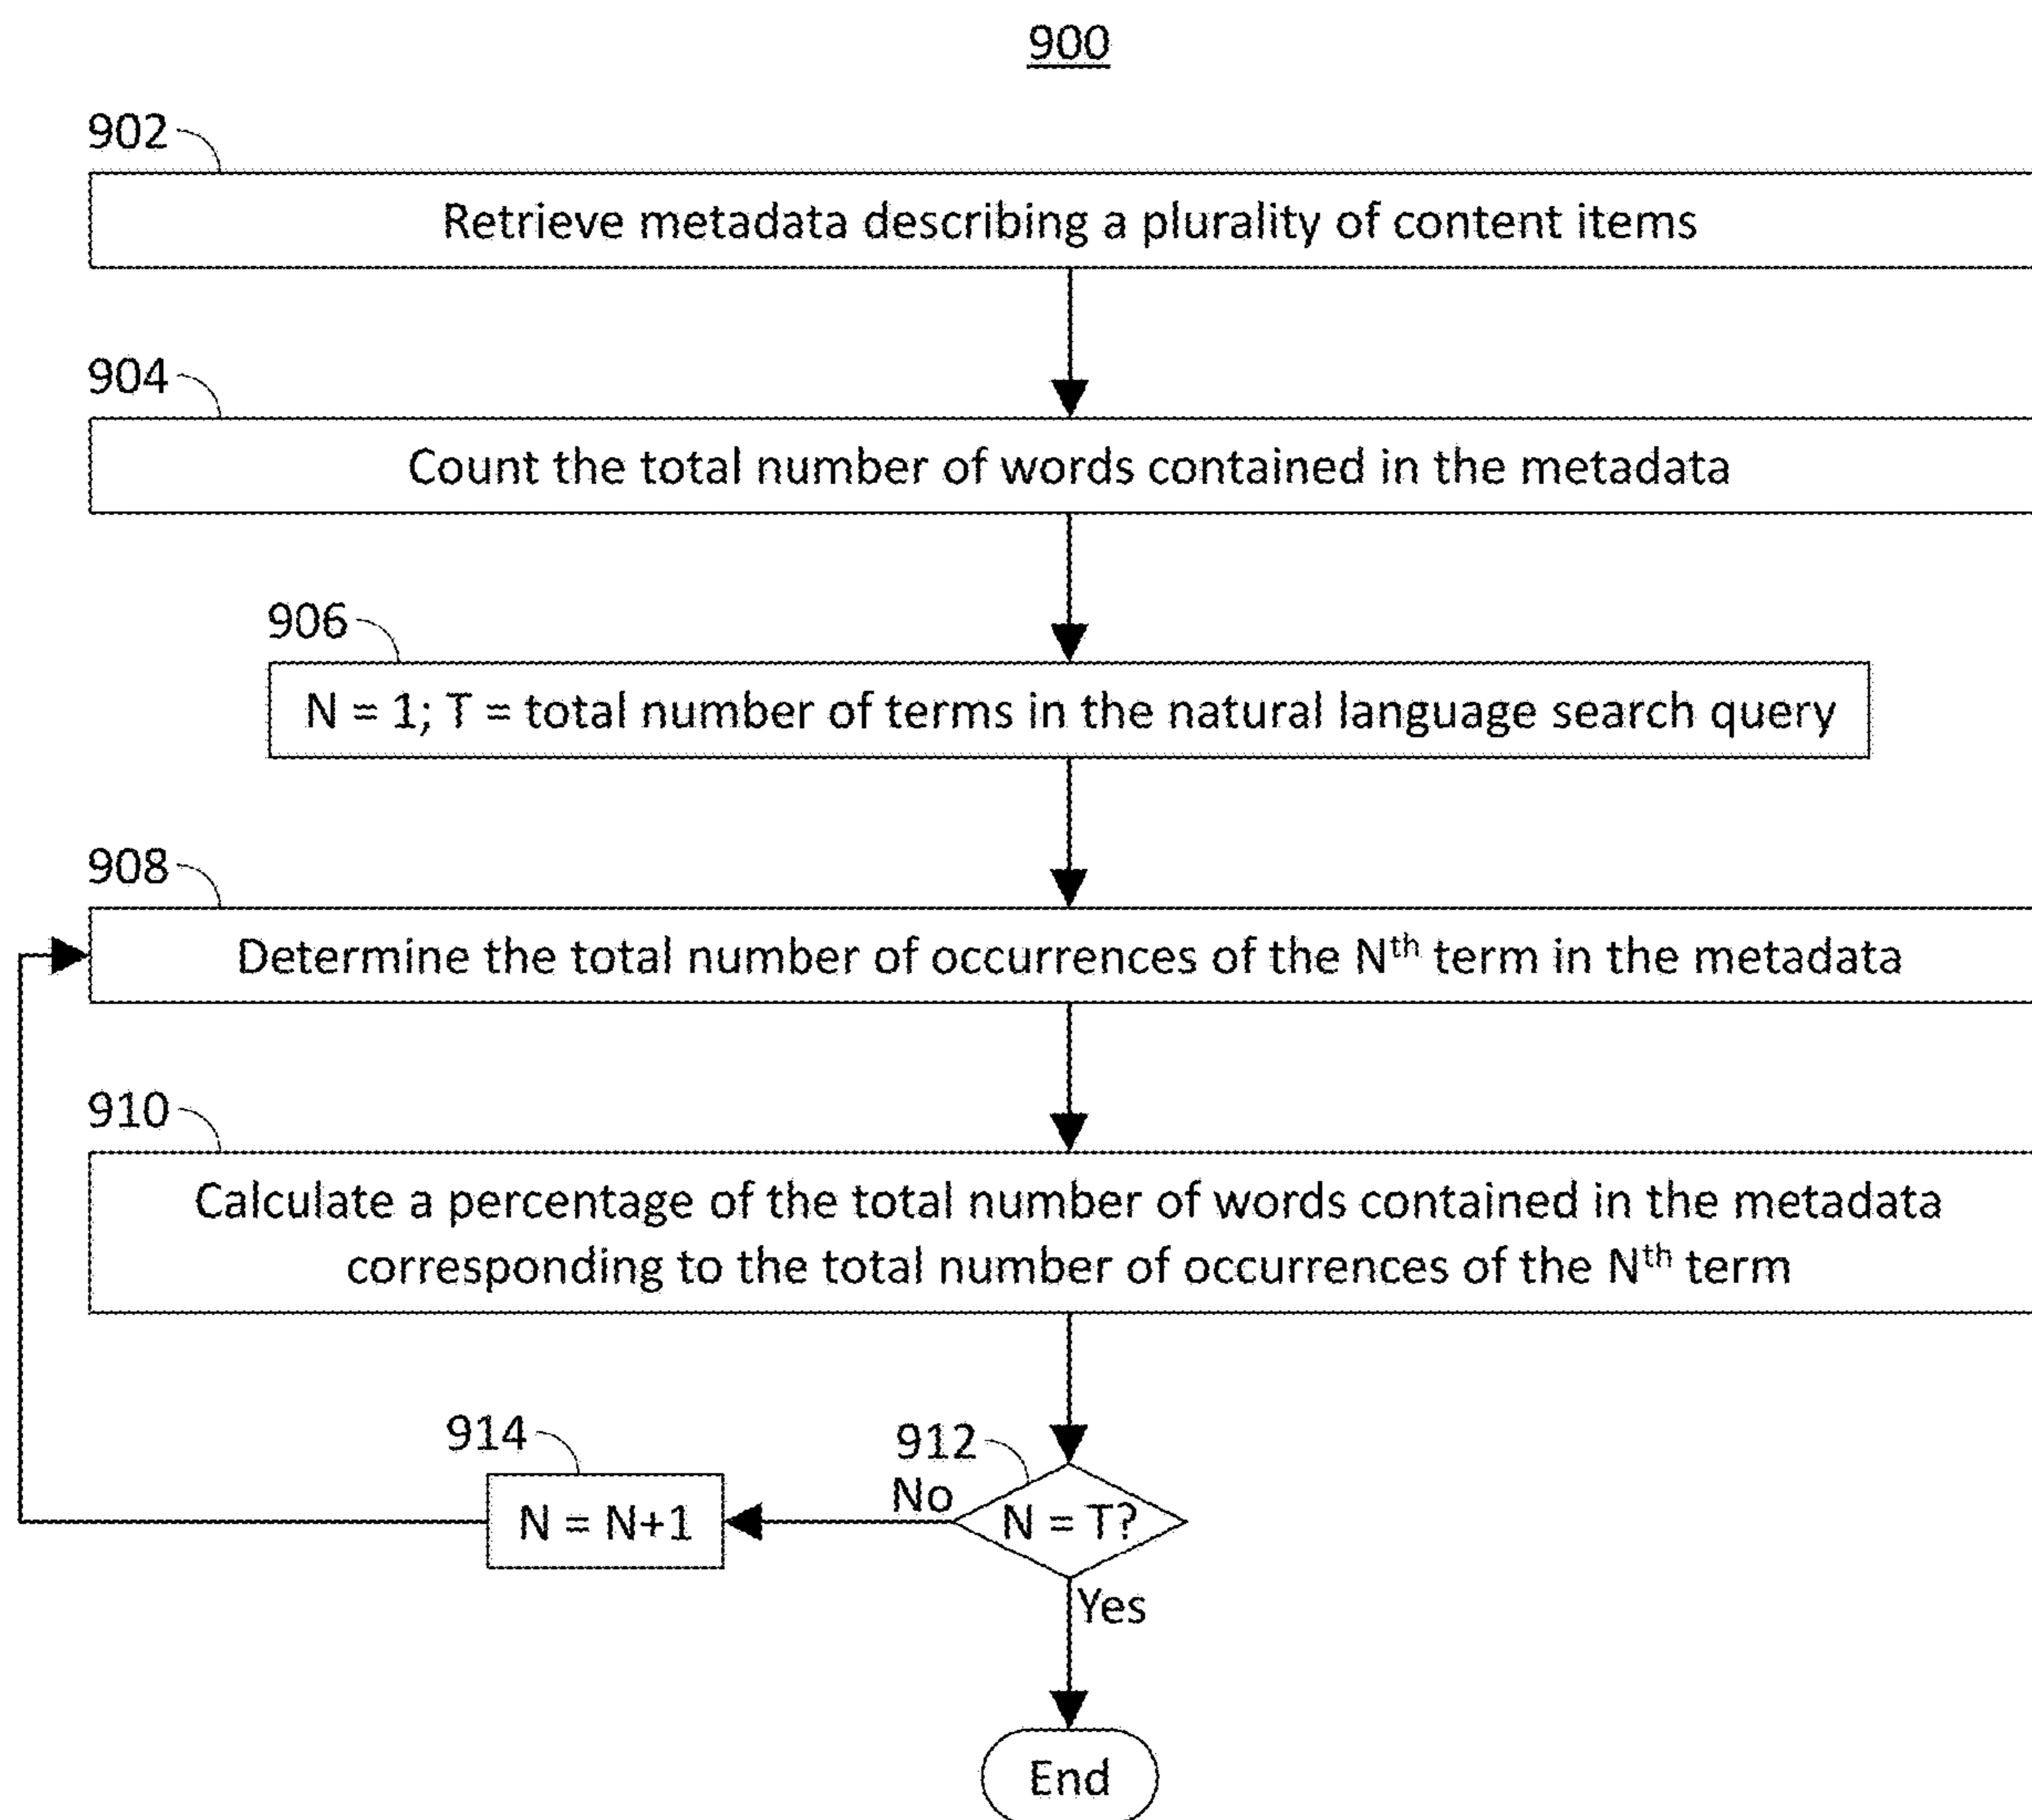 900
902
Retrieve metadata describing a plurality of content items
904
Count the total number of words contained in the metadata
906
N = 1; T = total number of terms in the natural language search query
908
Determine the total number of occurrences of the Nth term in the metadata
910
Calculate a percentage of the total number of words contained in the metadata
corresponding to the total number of occurrences of the Nth term
914
912
No
N = N+1
N = T?
Yes
End